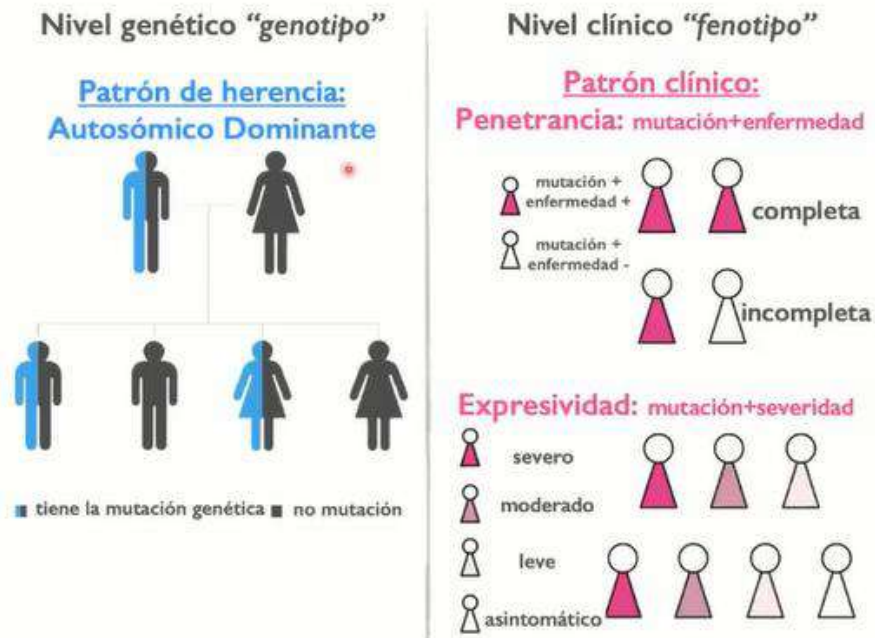 Nivel genético “genotipo”
Patrón de herencia:
Autosómico Dominante
tiene la mutación genética
no mutación
Nivel clínico “fenotipo”
Patrón clínico:
Penetrancia: mutación+enfermedad
mutación +
enfermedad +
mutación +
enfermedad -
completa
incompleta
Expresividad: mutación+severidad
severo
moderado
leve
asintomático